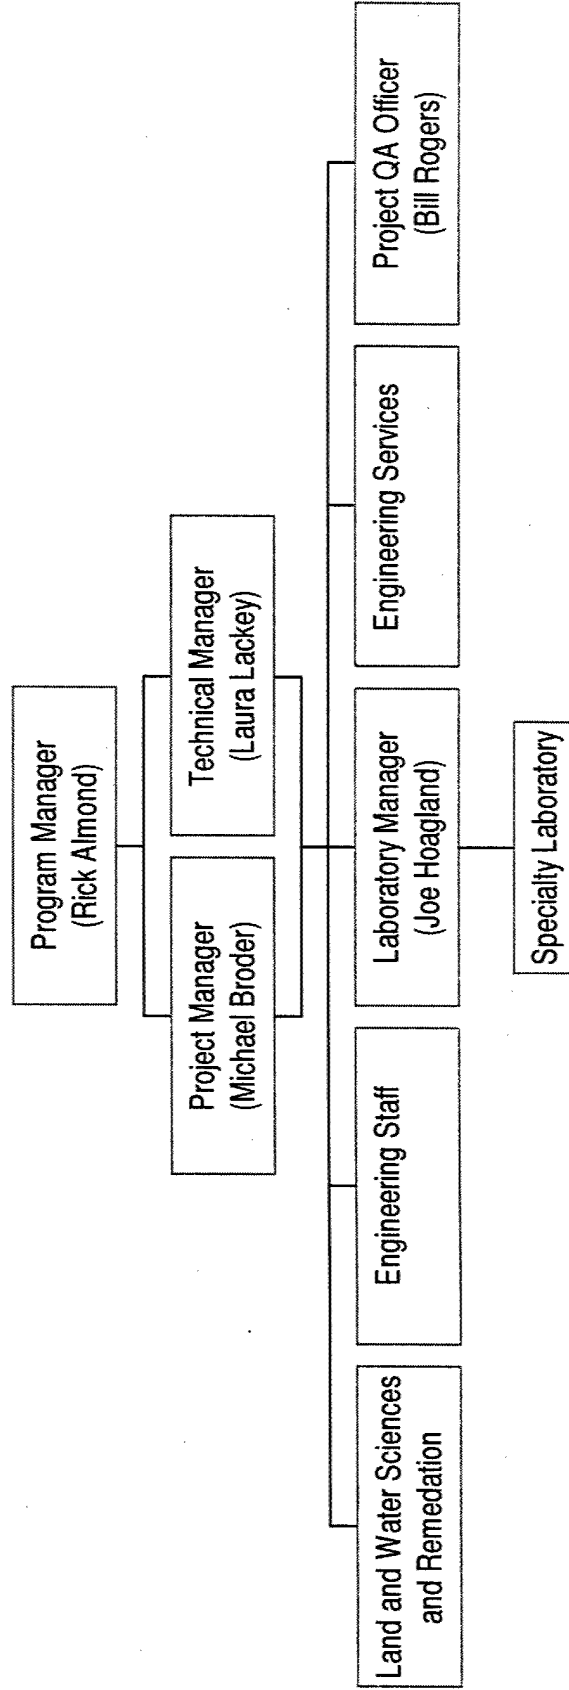 Program Manager
(Rick Almond)
Project Manager
(Michael Broder)
Technical Manager
(Laura Lackey)
Land and Water Sciences
and Remedation
Engineering Staff
Laboratory Manager
(Joe Hoagland)
Engineering Services
Project QA Officer
(Bill Rogers)
Specialty Laboratory